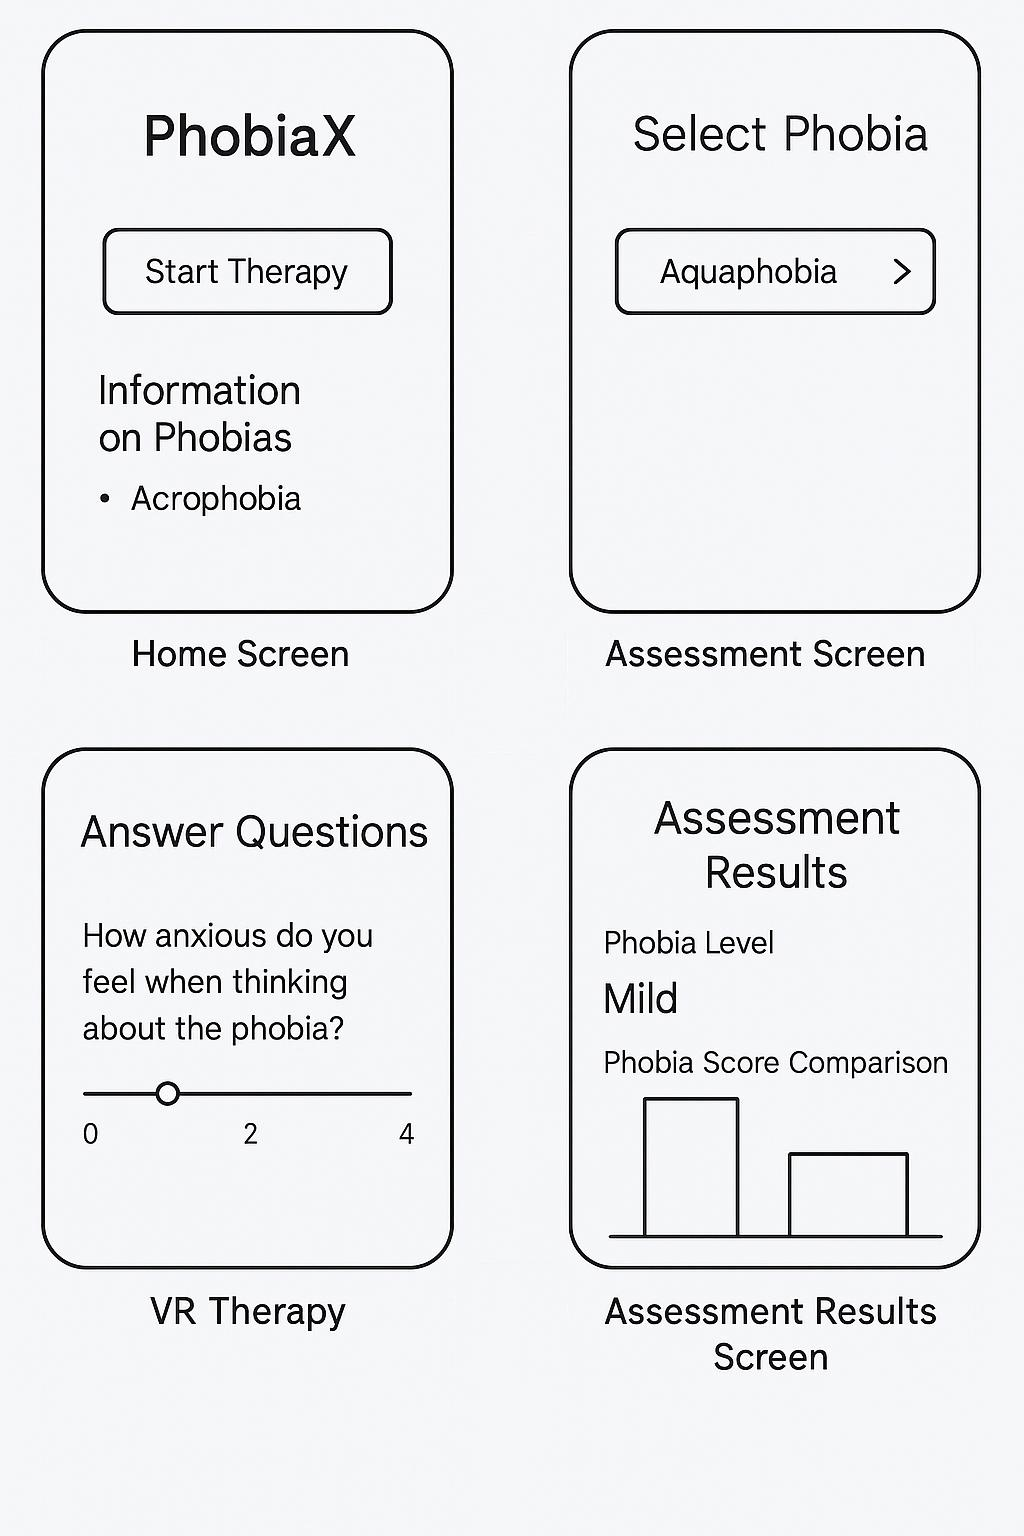 PhobiaX
Start Therapy
Information
on Phobias
• Acrophobia
Home Screen
Select Phobia
Aquaphobia >
Assessment Screen
Answer Questions
How anxious do you
feel when thinking
about the phobia?
0 2 4
VR Therapy
Assessment
Results
Phobia Level
Mild
Phobia Score Comparison
Assessment Results
Screen